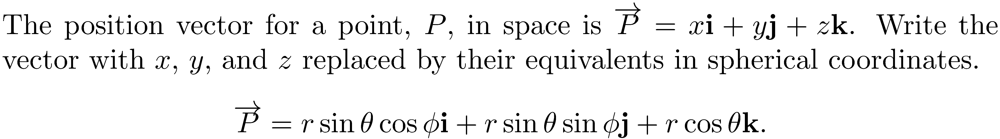 The position vector for a point, P, in space is $\overrightarrow{P} = x\mathbf{i} + y\mathbf{j} + z\mathbf{k}$. Write the
vector with x, y, and z replaced by their equivalents in spherical coordinates.
$\overrightarrow{P} = r \sin\theta \cos\phi\mathbf{i} + r \sin\theta \sin\phi\mathbf{j} + r \cos\theta\mathbf{k}.$